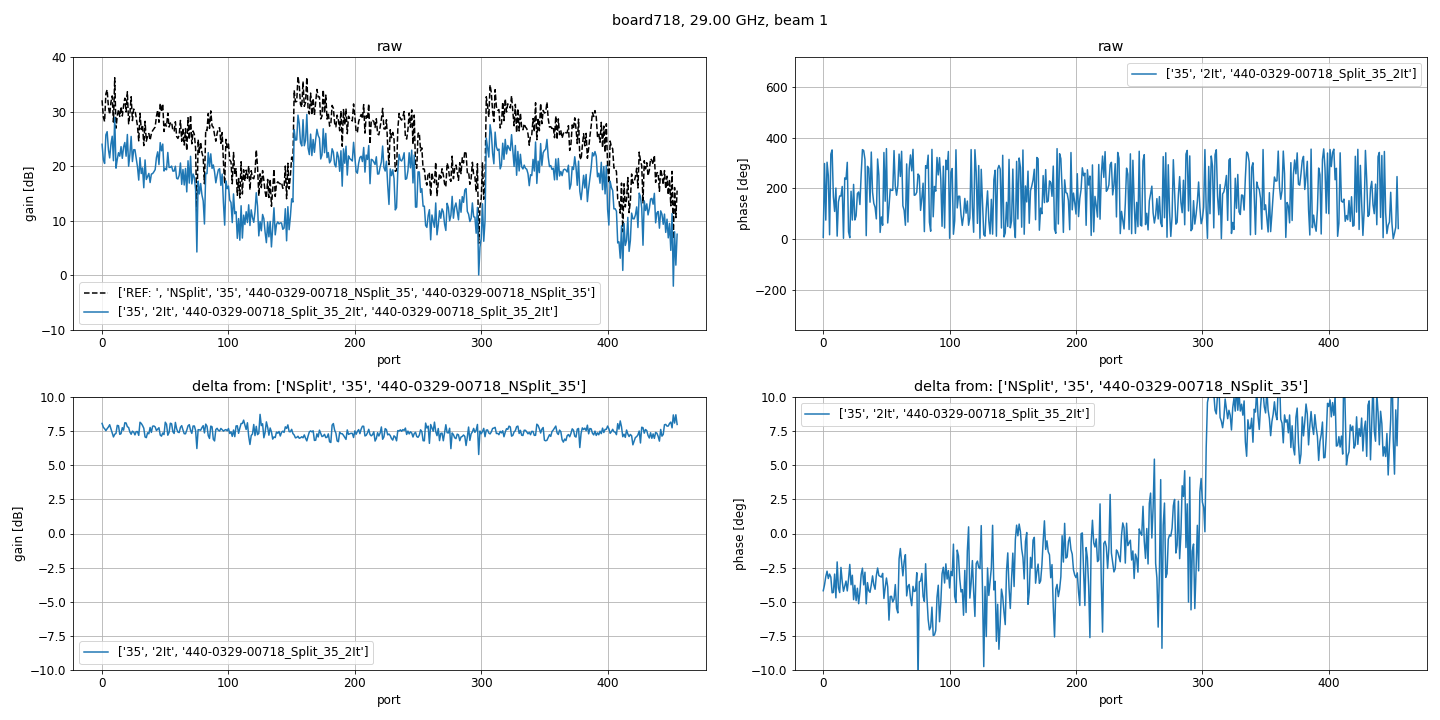 board718, 29.00 GHz, beam 1
raw
40
30
20
10
0
−10
gain [dB]
['REF: ', 'NSplit', '35', '440-0329-00718_NSplit_35', '440-0329-00718_NSplit_35']
['35', '2It', '440-0329-00718_Split_35_2It', '440-0329-00718_Split_35_2It']
0 100 200 300 400
port
raw
600
400
200
0
−200
phase [deg]
['35', '2It', '440-0329-00718_Split_35_2It']
0 100 200 300 400
port
delta from: ['NSplit', '35', '440-0329-00718_NSplit_35']
10.0
7.5
5.0
2.5
0.0
−2.5
−5.0
−7.5
−10.0
gain [dB]
['35', '2It', '440-0329-00718_Split_35_2It']
0 100 200 300 400
port
delta from: ['NSplit', '35', '440-0329-00718_NSplit_35']
10.0
7.5
5.0
2.5
0.0
−2.5
−5.0
−7.5
−10.0
phase [deg]
['35', '2It', '440-0329-00718_Split_35_2It']
0 100 200 300 400
port